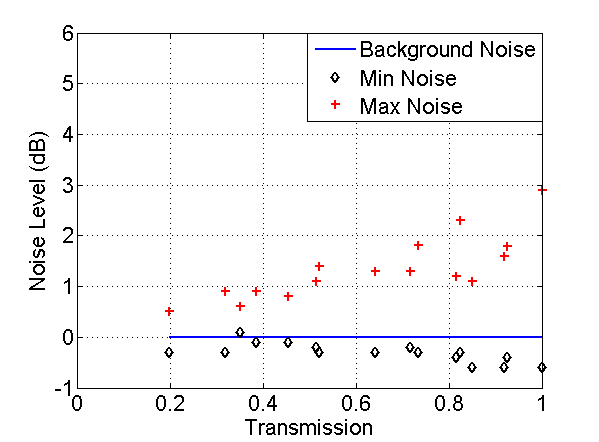 6
5
4
3
2
1
0
-1
Noise Level (dB)
Background Noise
Min Noise
Max Noise
0 0.2 0.4 0.6 0.8 1
Transmission